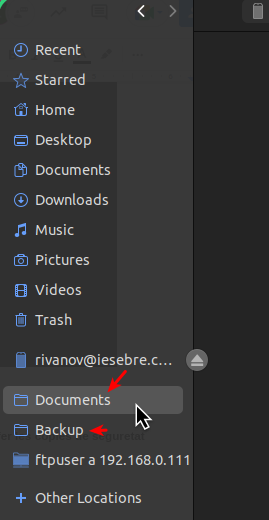 Recent
Starred
Home
Desktop
Documents
Downloads
Music
Pictures
Videos
Trash
rivanov@iesebre.c...
Documents
Backup
ftpuser a 192.168.0.111
Other Locations